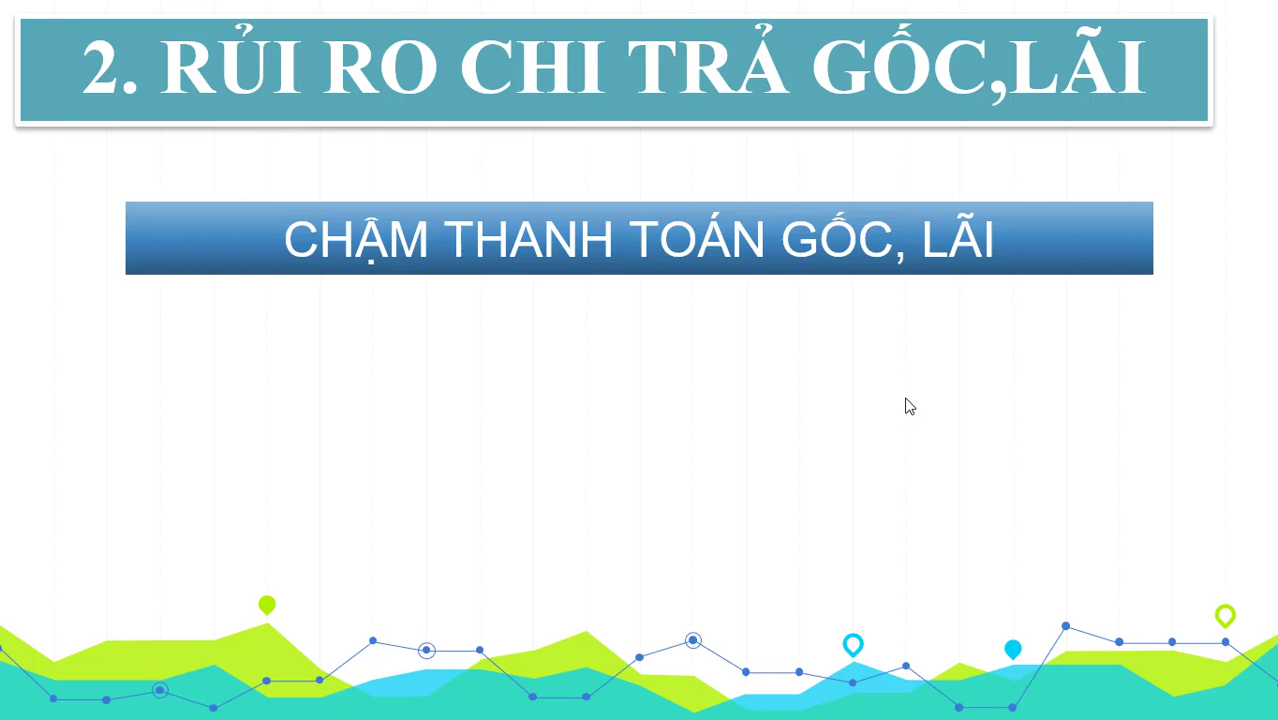 2. RỦI RO CHI TRẢ GỐC,LÃI
CHẬM THANH TOÁN GỐC, LÃI